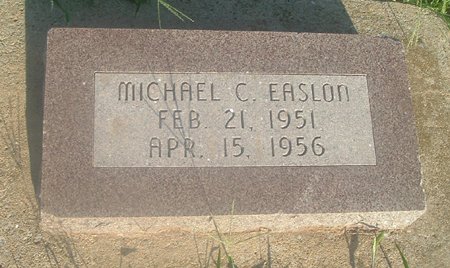 MICHAEL C. EASLON
FEB. 21, 1951
APR. 15, 1956